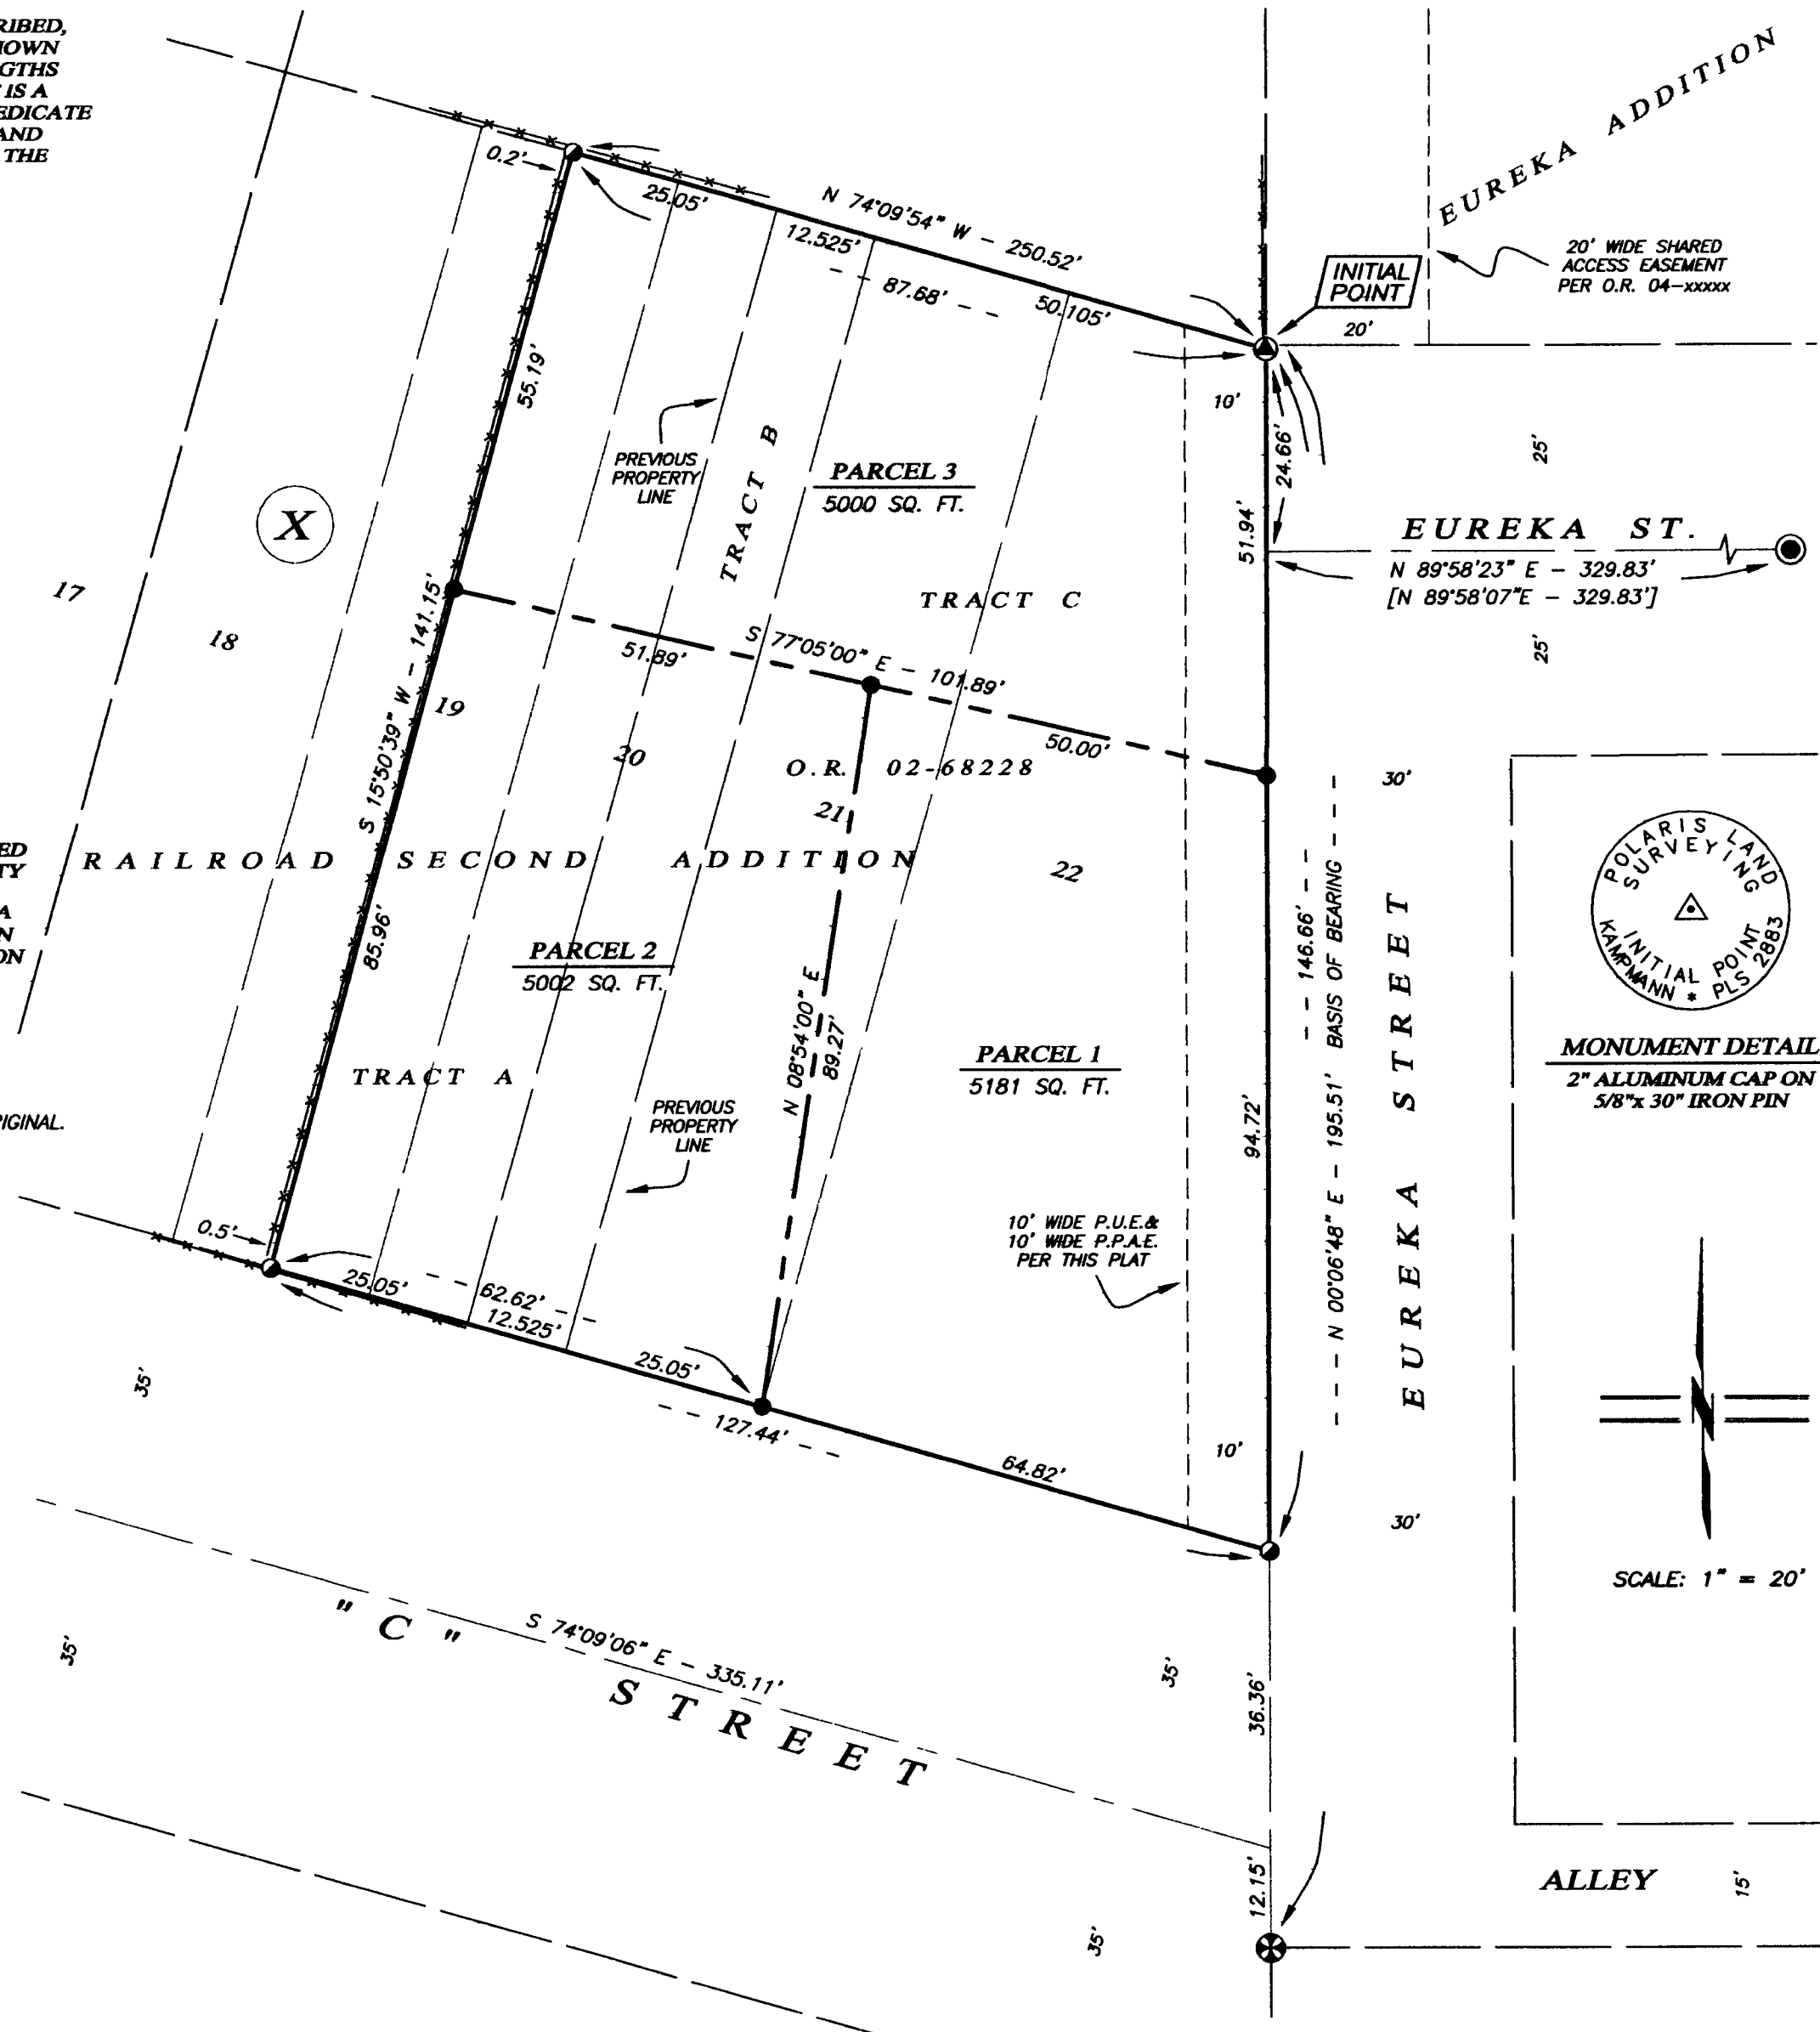 RIBED,
HOWN
GTHS
IS A
EDICATE
AND
THE
EUREKA ADDITION
0.2'
25.05'
N 74°09'54" W - 250.52'
12.525'
87.68'
50.105'
INITIAL
POINT
20' WIDE SHARED
ACCESS EASEMENT
PER O.R. 04-xxxxx
20'
10'
24.66'
25'
55.19'
PREVIOUS
PROPERTY
LINE
TRACT B
PARCEL 3
5000 SQ. FT.
51.94'
EUREKA ST.
N 89°58'23" E - 329.83'
[N 89°58'07"E - 329.83']
25'
X
17
18
TRACT C
S 77°05'00" E - 101.89'
51.89'
50.00'
S 15°50'39" W - 141.15'
19
20
O.R. 02-68228
21
22
30'
POLARIS LAND
SURVEYING
INITIAL POINT
KAMPMANN * PLS 2883
ED
TY
A
N
ON
RAILROAD SECOND ADDITION
85.96'
PARCEL 2
5002 SQ. FT.
N 08°54'00" E
89.27'
146.66'
N 00°06'48" E - 195.51' BASIS OF BEARING
EUREKA STREET
MONUMENT DETAIL
2" ALUMINUM CAP ON
5/8"x 30" IRON PIN
PARCEL 1
5181 SQ. FT.
TRACT A
IGINAL.
PREVIOUS
PROPERTY
LINE
94.72'
10' WIDE P.U.E.&
10' WIDE P.P.A.E.
PER THIS PLAT
0.5'
25.05'
62.62'
12.525'
25.05'
35'
127.44'
64.82'
10'
30'
N
SCALE: 1" = 20'
"C" STREET
S 74°09'06" E - 335.11'
35'
35'
36.36'
12.15'
ALLEY
15'
35'